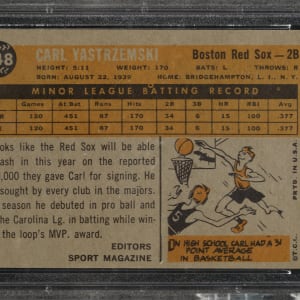 48 CARL YASTRZEMSKI Boston Red Sox — 2B
HEIGHT: 5:11 WEIGHT: 170 BATS: L THROWS: R
BORN: AUGUST 22, 1939 HOME: BRIDGEHAMPTON, L. I., N. Y.
MINOR LEAGUE BATTING RECORD
Games At Bat Runs Hits 2B 3B HR RBI Avg.
120 451 87 170 34 6 15 100 .377
120 451 87 170 34 6 15 100 .377
ooks like the Red Sox will be able
ash in this year on the reported
,000 they gave Carl for signing. He
sought by every club in the majors.
season he debuted in pro ball and
the Carolina Lg. in batting while win-
the loop's MVP. award.
EDITORS
SPORT MAGAZINE
IN HIGH SCHOOL CARL HAD A 31
POINT AVERAGE
IN BASKETBALL
5
©T.C.G.